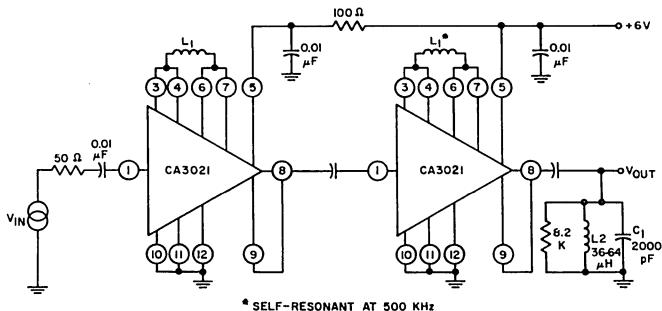 100 Ω
+6V
L1
0.01
μF
L1*
0.01
μF
3 4 6 7 5
3 4 6 7 5
50 Ω
0.01
μF
1
CA3021
8
1
CA3021
8
VOUT
VIN
10 11 12 9
10 11 12 9
8.2
K
L2
36-64
μH
C1
2000
pF
* SELF-RESONANT AT 500 KHz